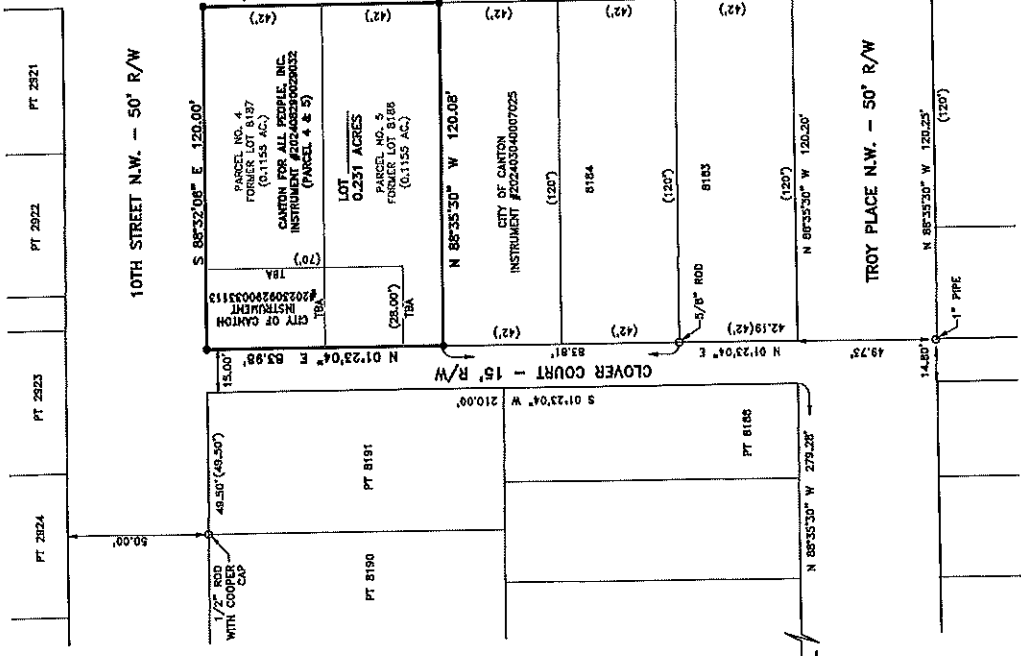 PT 2921
PT 2922
PT 2923
PT 2924
10TH STREET N.W. - 50' R/W
S 88°32'08" E 120.00'
(42')
(42')
(42')
(42')
PARCEL NO. 4
FORMER LOT 8187
(0.1155 AC.)
CANTON FOR ALL PEOPLE, INC.
INSTRUMENT #202408290029032
(PARCEL 4 & 5)
LOT
0.231 ACRES
PARCEL NO. 5
FORMER LOT 8186
(0.1155 AC.)
CITY OF CANTON
INSTRUMENT
#202309290033113
TBA
(70')
TBA
(28.00')
TBA
N 88°35'30" W 120.08'
CITY OF CANTON
INSTRUMENT #202403040007025
(120')
8184
(120')
8183
(120')
N 88°35'30" W 120.20'
TROY PLACE N.W. - 50' R/W
N 88°35'30" W 120.25'
(120')
N 01°23'04" E 83.98'
(42')
(42')
83.81'
5/8" ROD
N 01°23'04" E 42.19(42')
49.75'
1" PIPE
14.80'
15.00'
CLOVER COURT - 15' R/W
S 01°23'04" W 210.00'
49.50'(49.50')
50.00'
1/2" ROD
WITH COOPER
CAP
PT 8191
PT 8190
PT 8188
N 88°35'30" W 279.28'